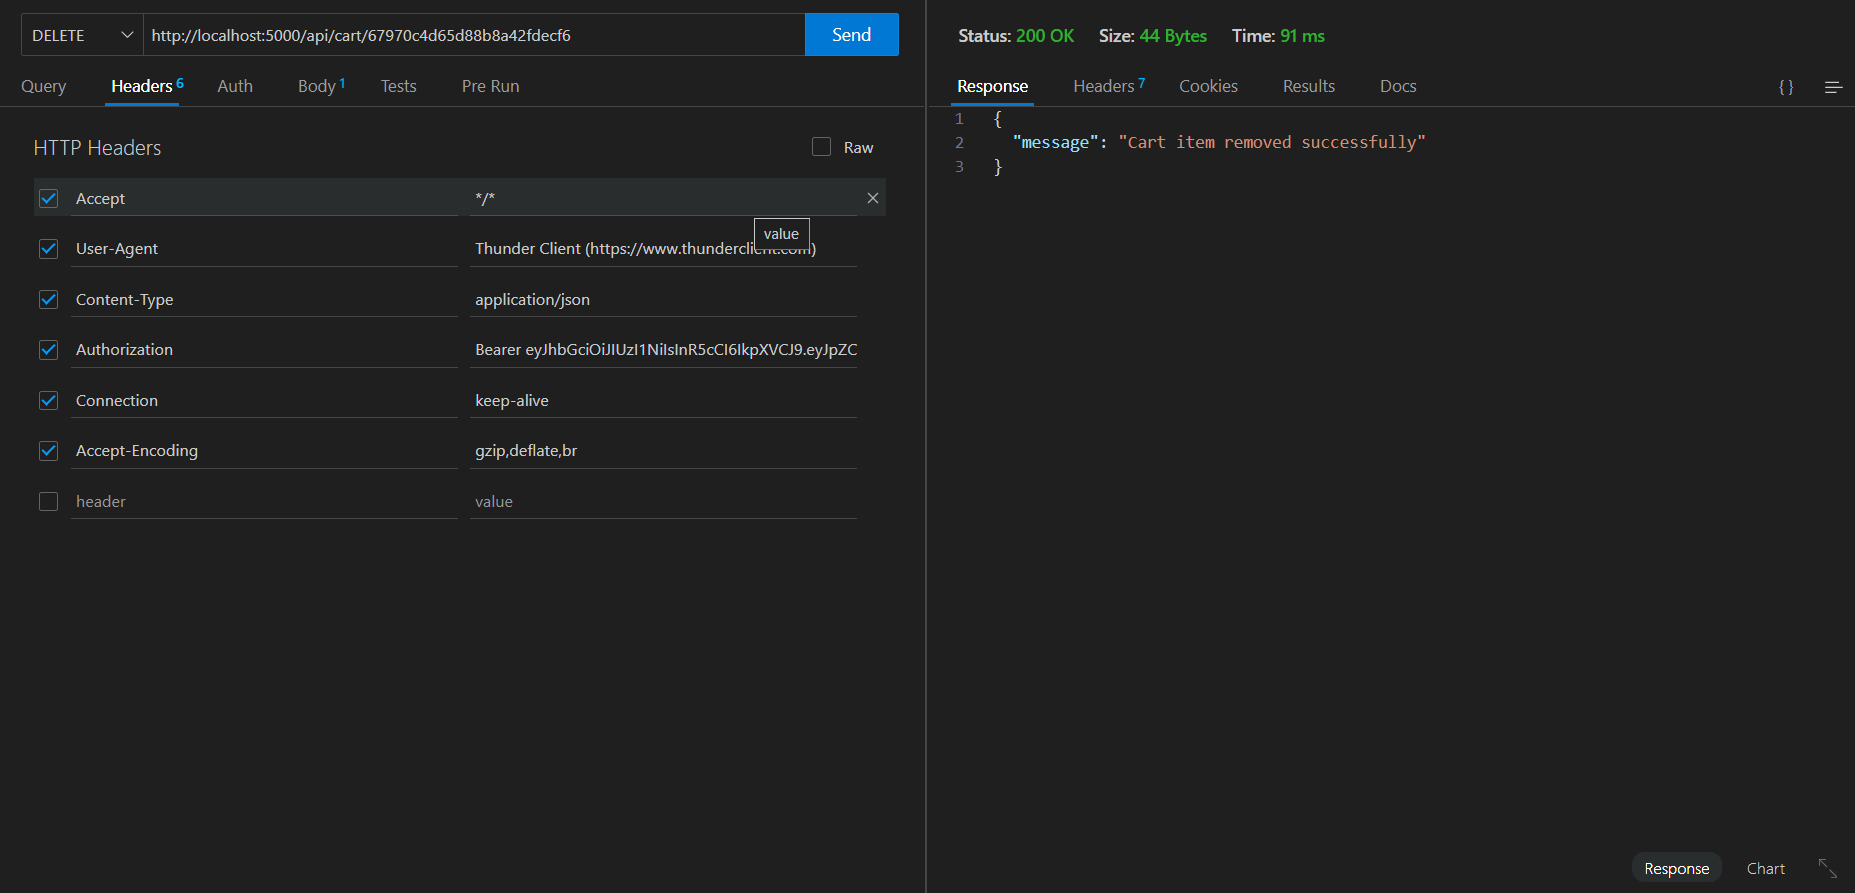 DELETE http://localhost:5000/api/cart/67970c4d65d88b8a42fdecf6 Send
Query Headers 6 Auth Body 1 Tests Pre Run
HTTP Headers Raw
Accept */*
value
User-Agent Thunder Client (https://www.thunderclient.com)
Content-Type application/json
Authorization Bearer eyJhbGciOiJIUzI1NiIsInR5cCI6IkpXVCJ9.eyJpZC
Connection keep-alive
Accept-Encoding gzip,deflate,br
header value
Status: 200 OK Size: 44 Bytes Time: 91 ms
Response Headers 7 Cookies Results Docs { }
1 {
2 "message": "Cart item removed successfully"
3 }
Response Chart